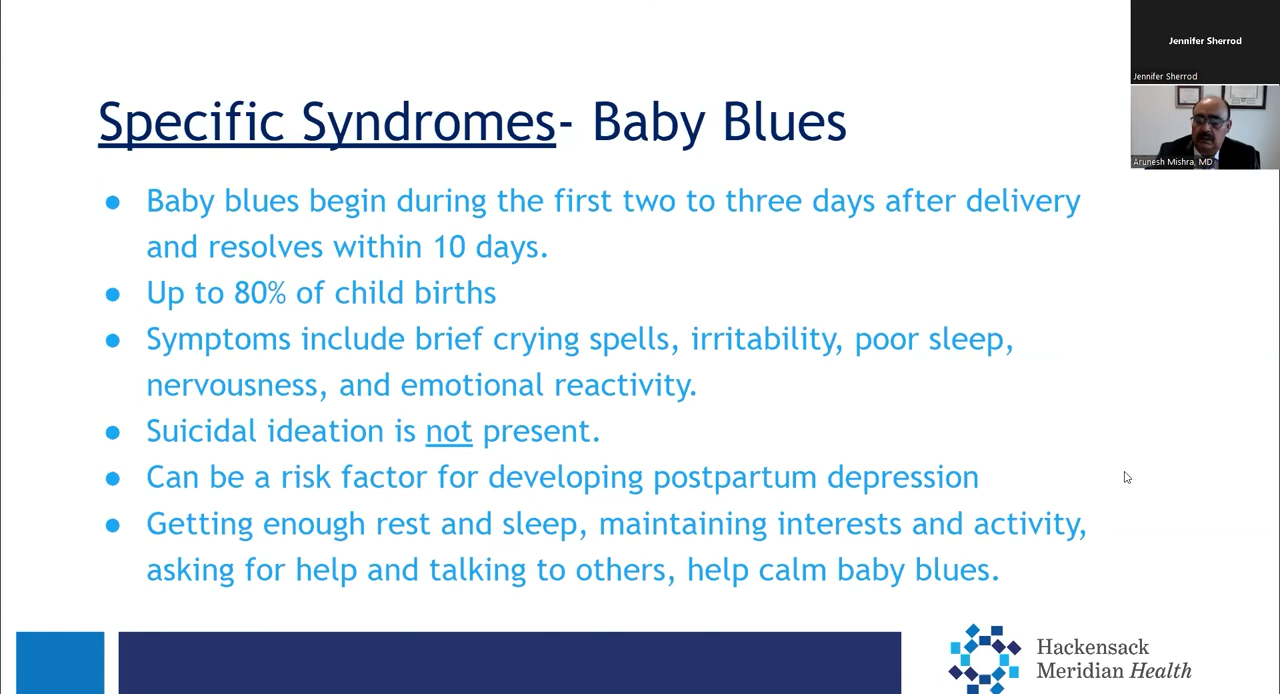 Jennifer Sherrod
Jennifer Sherrod
Arunesh Mishra, MD
Specific Syndromes- Baby Blues
● Baby blues begin during the first two to three days after delivery
and resolves within 10 days.
● Up to 80% of child births
● Symptoms include brief crying spells, irritability, poor sleep,
nervousness, and emotional reactivity.
● Suicidal ideation is not present.
● Can be a risk factor for developing postpartum depression
● Getting enough rest and sleep, maintaining interests and activity,
asking for help and talking to others, help calm baby blues.
Hackensack
Meridian Health